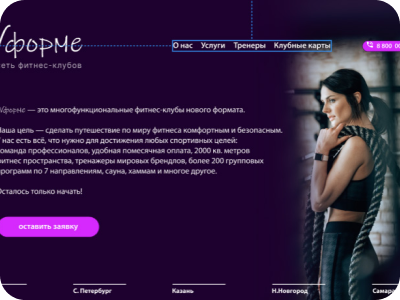 Уформе
О нас Услуги Тренеры Клубные карты
8 800
сеть фитнес-клубов
Уформе — это многофункциональные фитнес-клубы нового формата.
Наша цель — сделать путешествие по миру фитнеса комфортным и безопасным.
У нас есть всё, что нужно для достижения любых спортивных целей:
команда профессионалов, удобная помесячная оплата, 2000 кв. метров
фитнес пространства, тренажеры мировых брендов, более 200 групповых
программ по 7 направлениям, сауна, хаммам и многое другое.
Осталось только начать!
оставить заявку
С. Петербург Казань Н.Новгород Самара